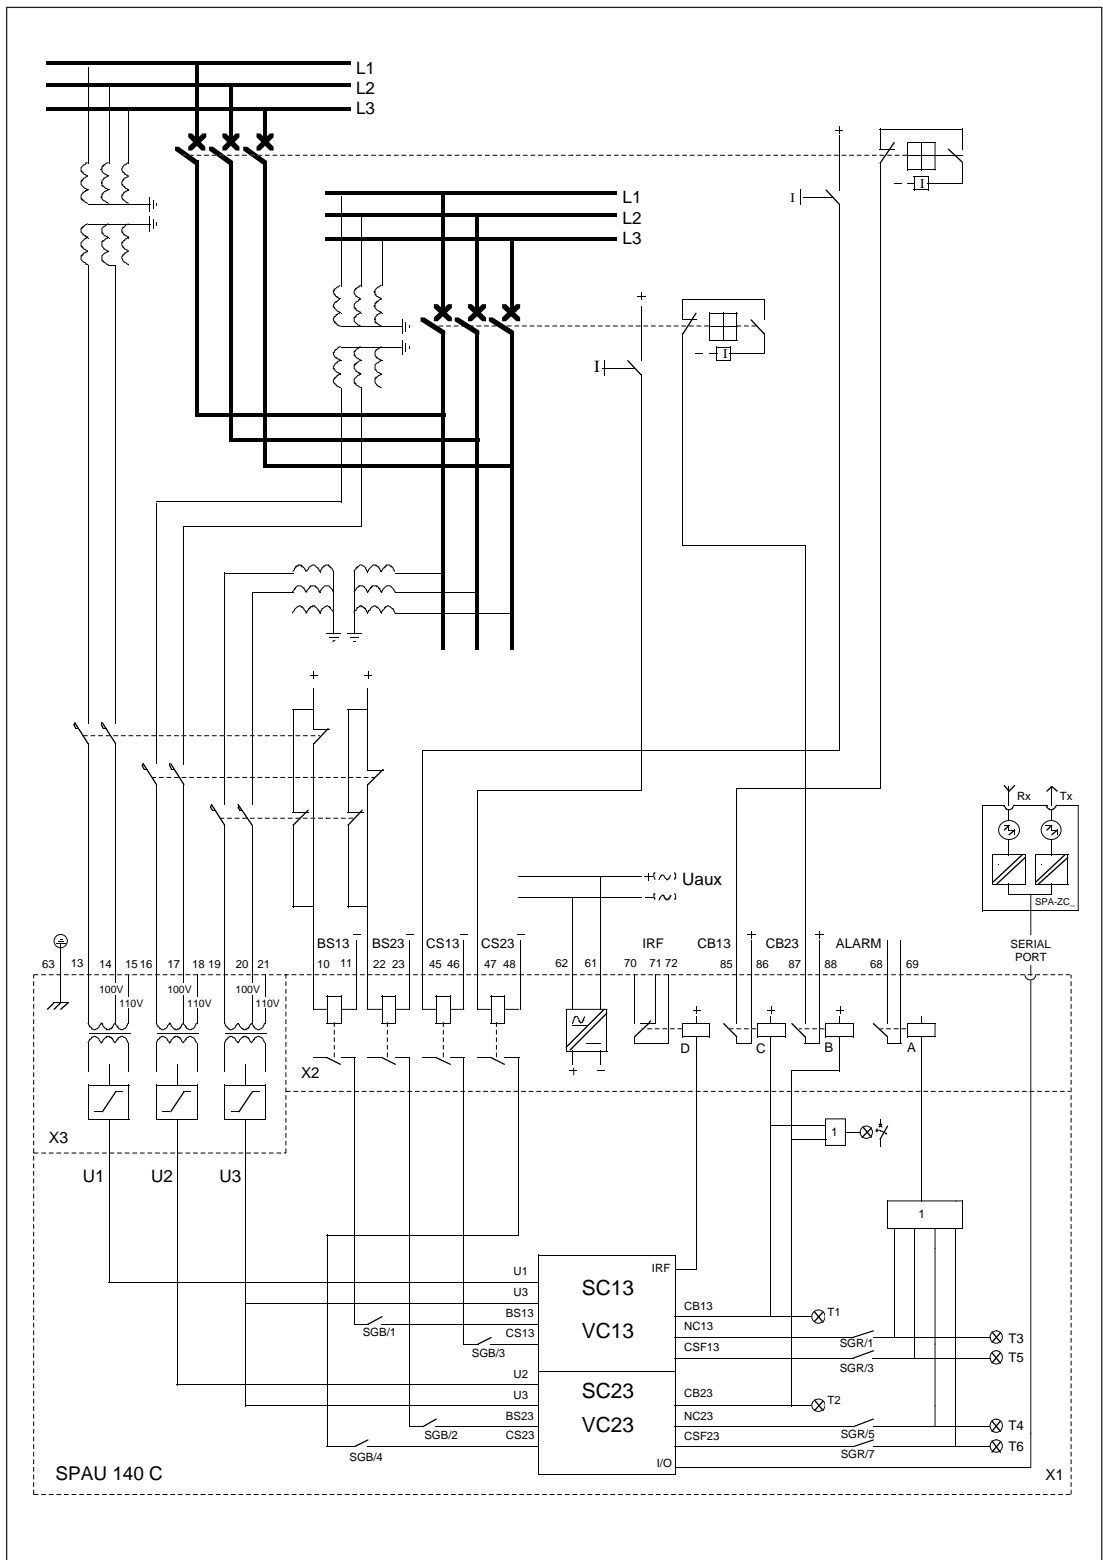 L1
L2
L3
+
I
I
L1
L2
L3
+
I
I
+ +
Rx Tx
SPA-ZC_
Uaux
SERIAL
PORT
BS13 BS23 CS13 CS23 IRF CB13 CB23 ALARM
63 13 14 15 16 17 18 19 20 21 10 11 22 23 45 46 47 48 62 61 70 71 72 85 86 87 88 68 69
100V 100V 100V
110V 110V 110V
D C B A
X2
+ −
X3
1
U1 U2 U3
1
U1 SC13 IRF
U3
BS13 VC13 CB13 T1
SGB/1 CS13 NC13 SGR/1 T3
SGB/3 CSF13 SGR/3 T5
U2 SC23
U3 CB23 T2
BS23 VC23 NC23 SGR/5 T4
SGB/2 CS23 CSF23 SGR/7 T6
SGB/4 I/O
SPAU 140 C X1